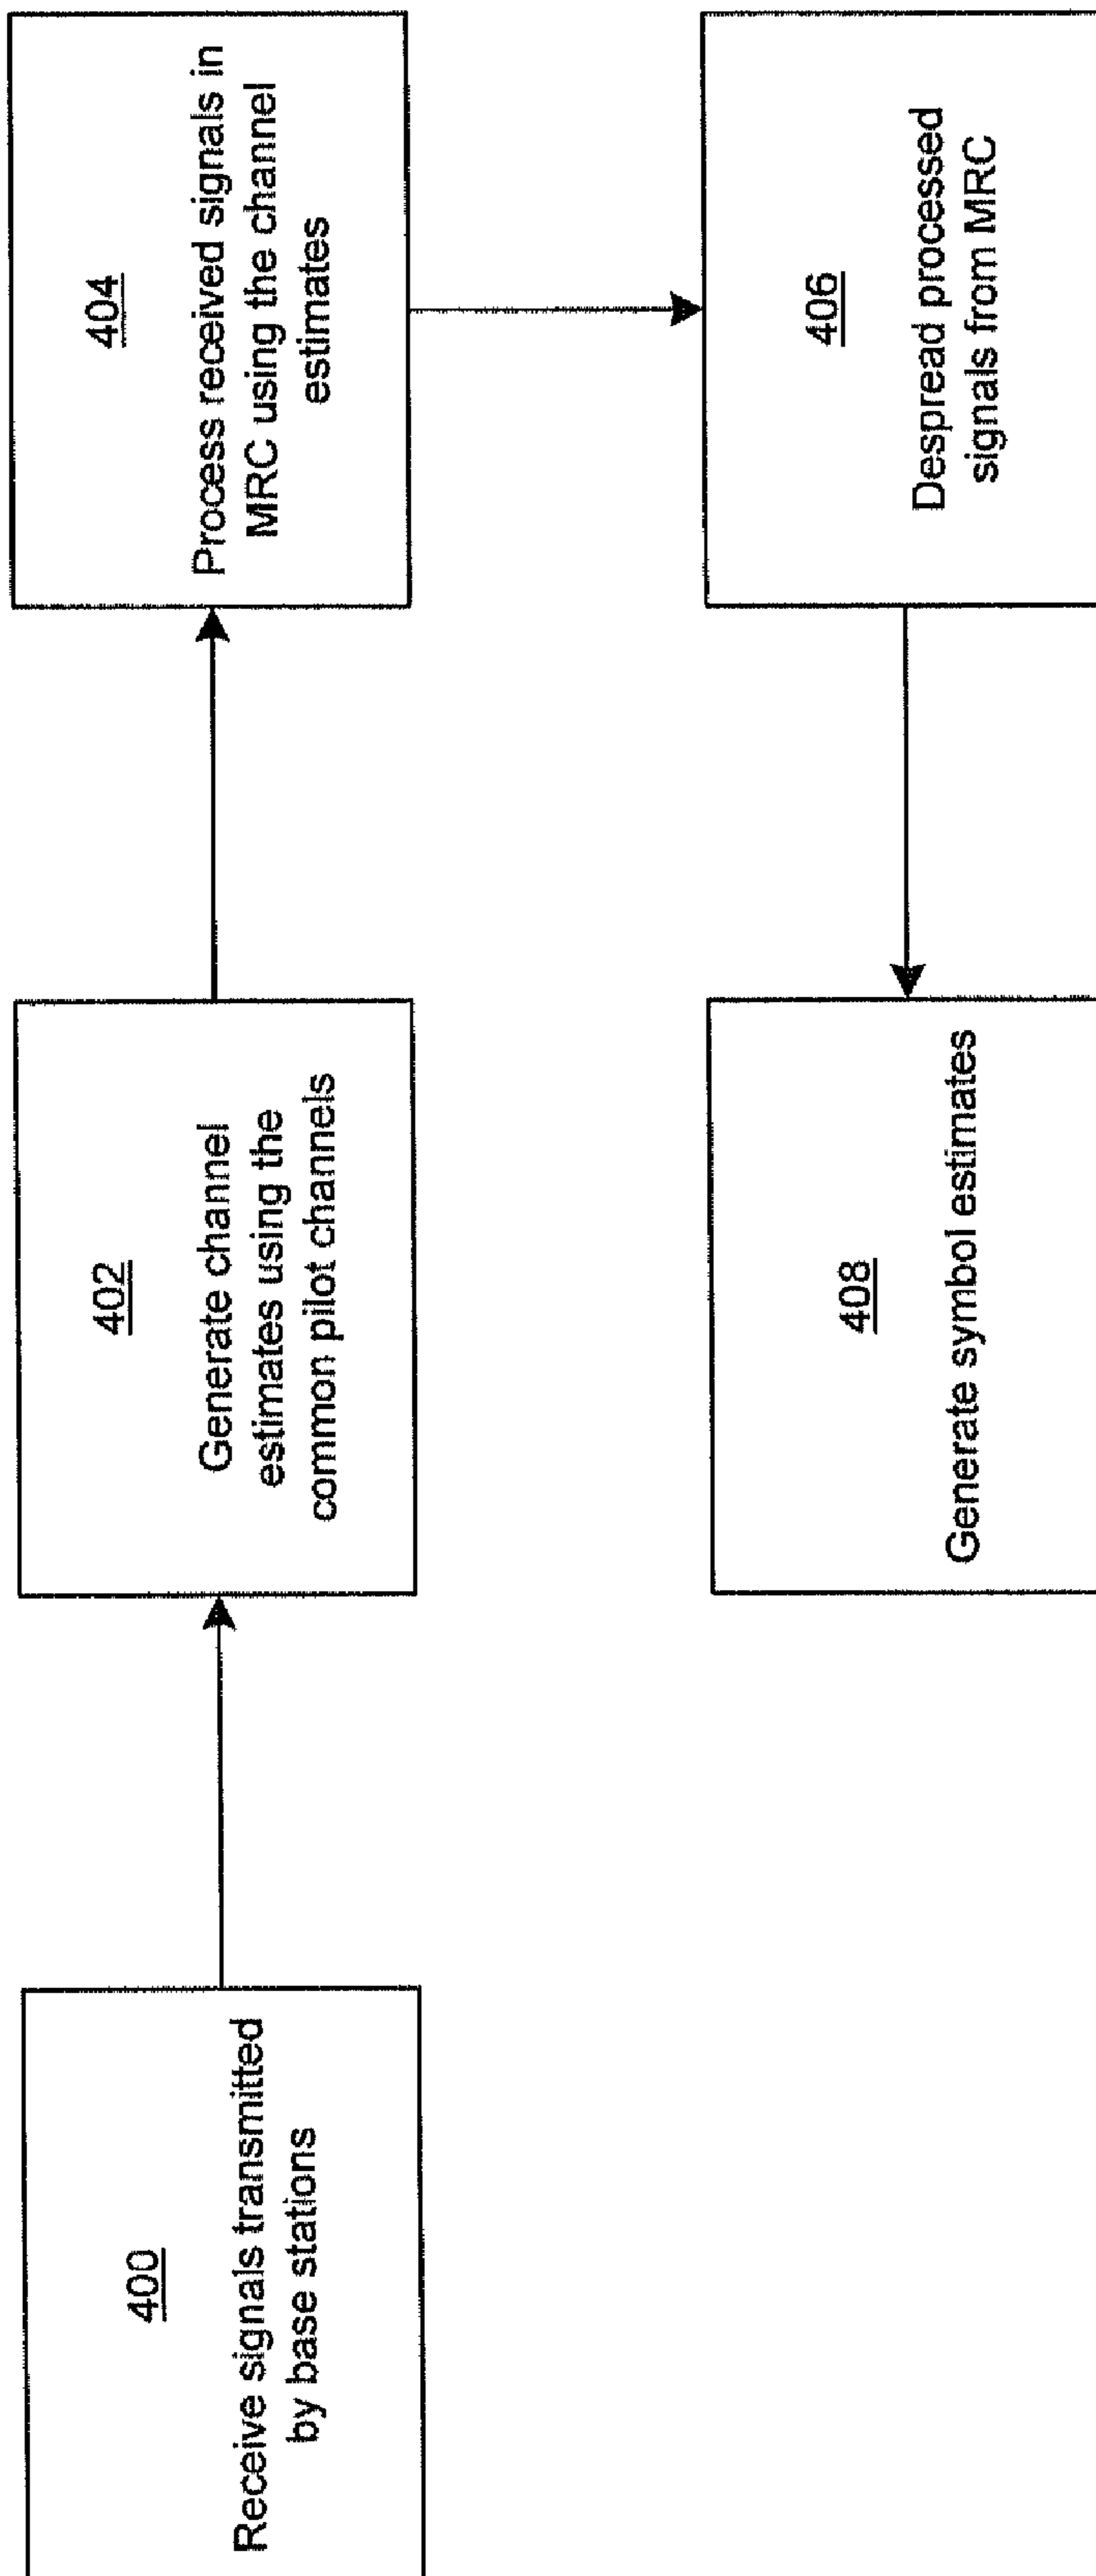 400
Receive signals transmitted
by base stations
402
Generate channel
estimates using the
common pilot channels
404
Process received signals in
MRC using the channel
estimates
406
Despread processed
signals from MRC
408
Generate symbol estimates